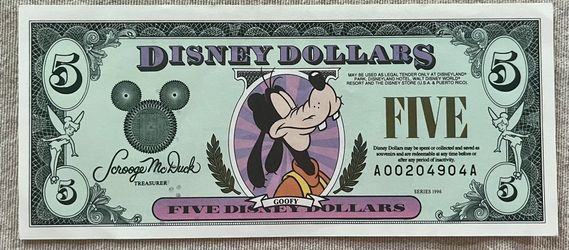 5
DISNEY DOLLARS
5
MAY BE USED AS LEGAL TENDER ONLY AT DISNEYLAND®
PARK, DISNEYLAND HOTEL, WALT DISNEY WORLD®
RESORT AND THE DISNEY STORE (U.S.A. & PUERTO RICO).
FIVE
Disney Dollars may be spent or collected and saved as
souvenirs and are redeemable at any time before or
after any period of inactivity.
A00204904A
Scrooge McDuck
TREASURER
SERIES 1996
5
GOOFY
FIVE DISNEY DOLLARS
5